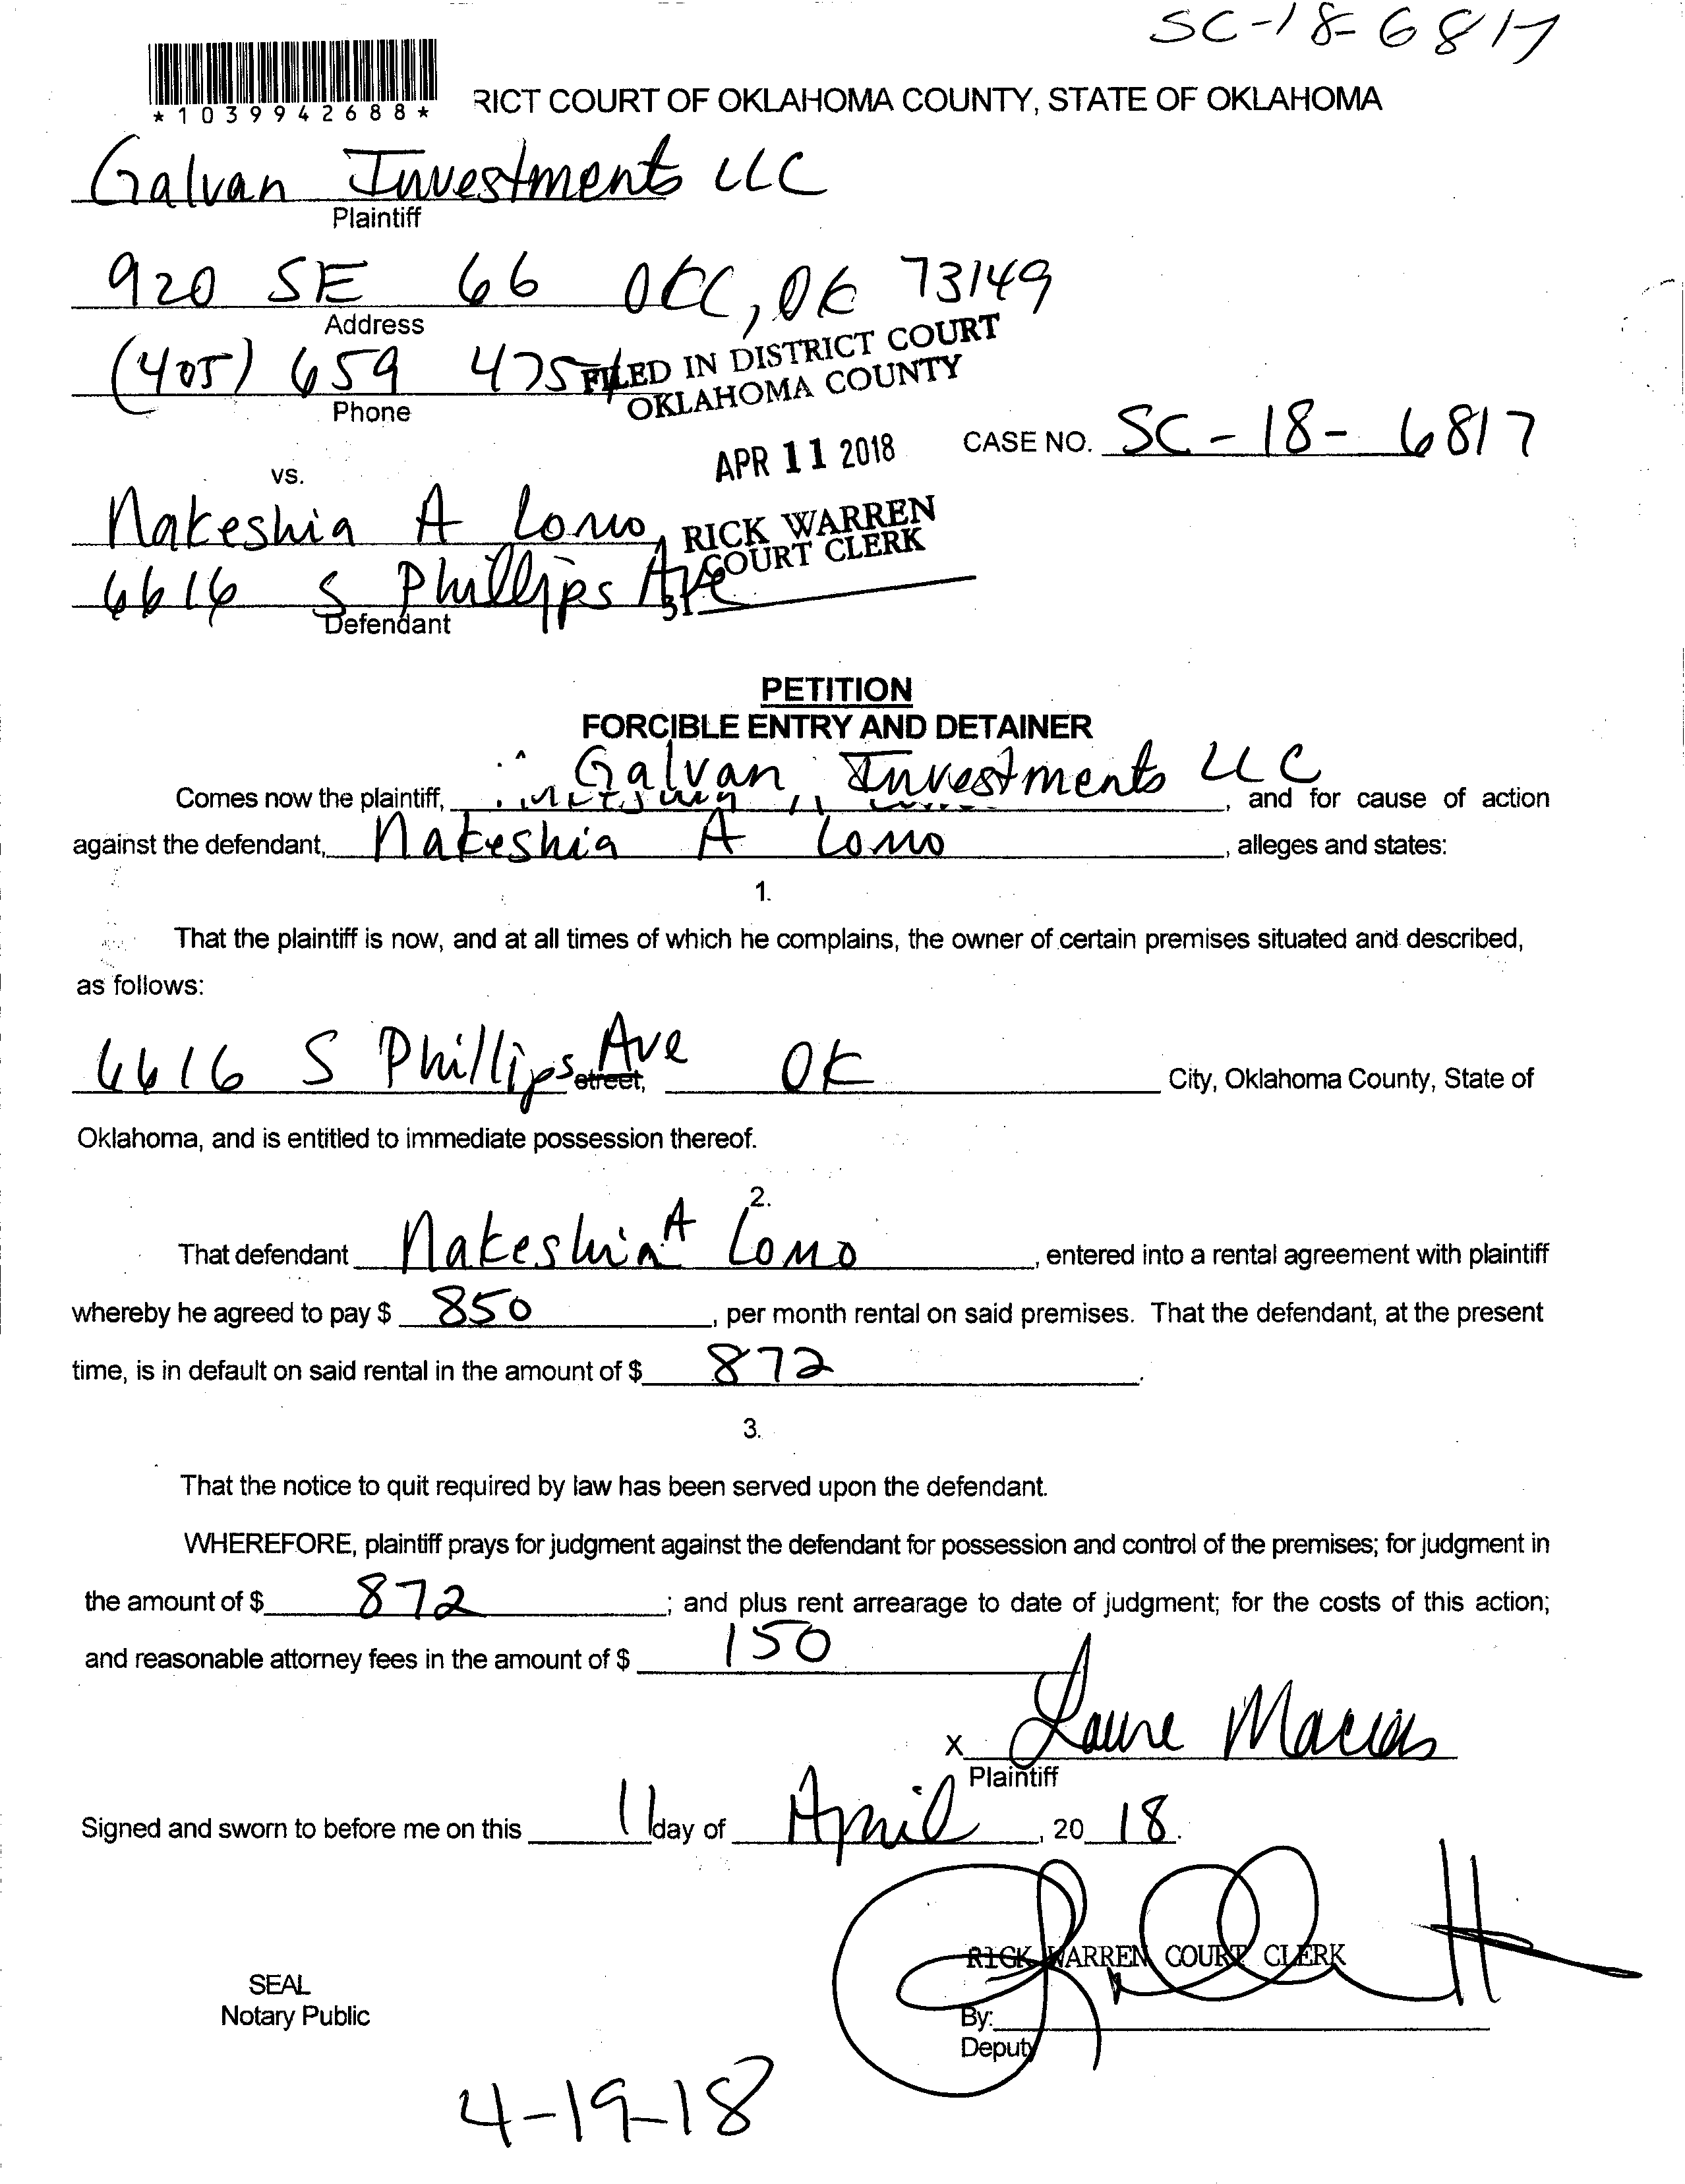 SC-18-6817
*1039942688*
RICT COURT OF OKLAHOMA COUNTY, STATE OF OKLAHOMA
Galvan Investments LLC
Plaintiff
920 SE 66 OKC, OK 73149
Address
(405) 659 4754
Phone
FILED IN DISTRICT COURT
OKLAHOMA COUNTY
APR 11 2018
RICK WARREN
COURT CLERK
CASE NO. SC-18-6817
vs.
Nakeshia A Lomo
6616 S Phillips Ave
Defendant
PETITION
FORCIBLE ENTRY AND DETAINER
Comes now the plaintiff, Galvan Investments LLC, and for cause of action
against the defendant, Nakeshia A Lomo, alleges and states:
1.
That the plaintiff is now, and at all times of which he complains, the owner of certain premises situated and described,
as follows:
6616 S Phillips Ave street, OK City, Oklahoma County, State of
Oklahoma, and is entitled to immediate possession thereof.
2.
That defendant Nakeshia A Lomo, entered into a rental agreement with plaintiff
whereby he agreed to pay $ 850, per month rental on said premises. That the defendant, at the present
time, is in default on said rental in the amount of $ 872.
3.
That the notice to quit required by law has been served upon the defendant.
WHEREFORE, plaintiff prays for judgment against the defendant for possession and control of the premises; for judgment in
the amount of $ 872; and plus rent arrearage to date of judgment; for the costs of this action;
and reasonable attorney fees in the amount of $ 150
X Laure Macias
Plaintiff
Signed and sworn to before me on this 11 day of April, 20 18.
RICK WARREN COURT CLERK
SEAL
Notary Public
By:
Deputy
4-19-18